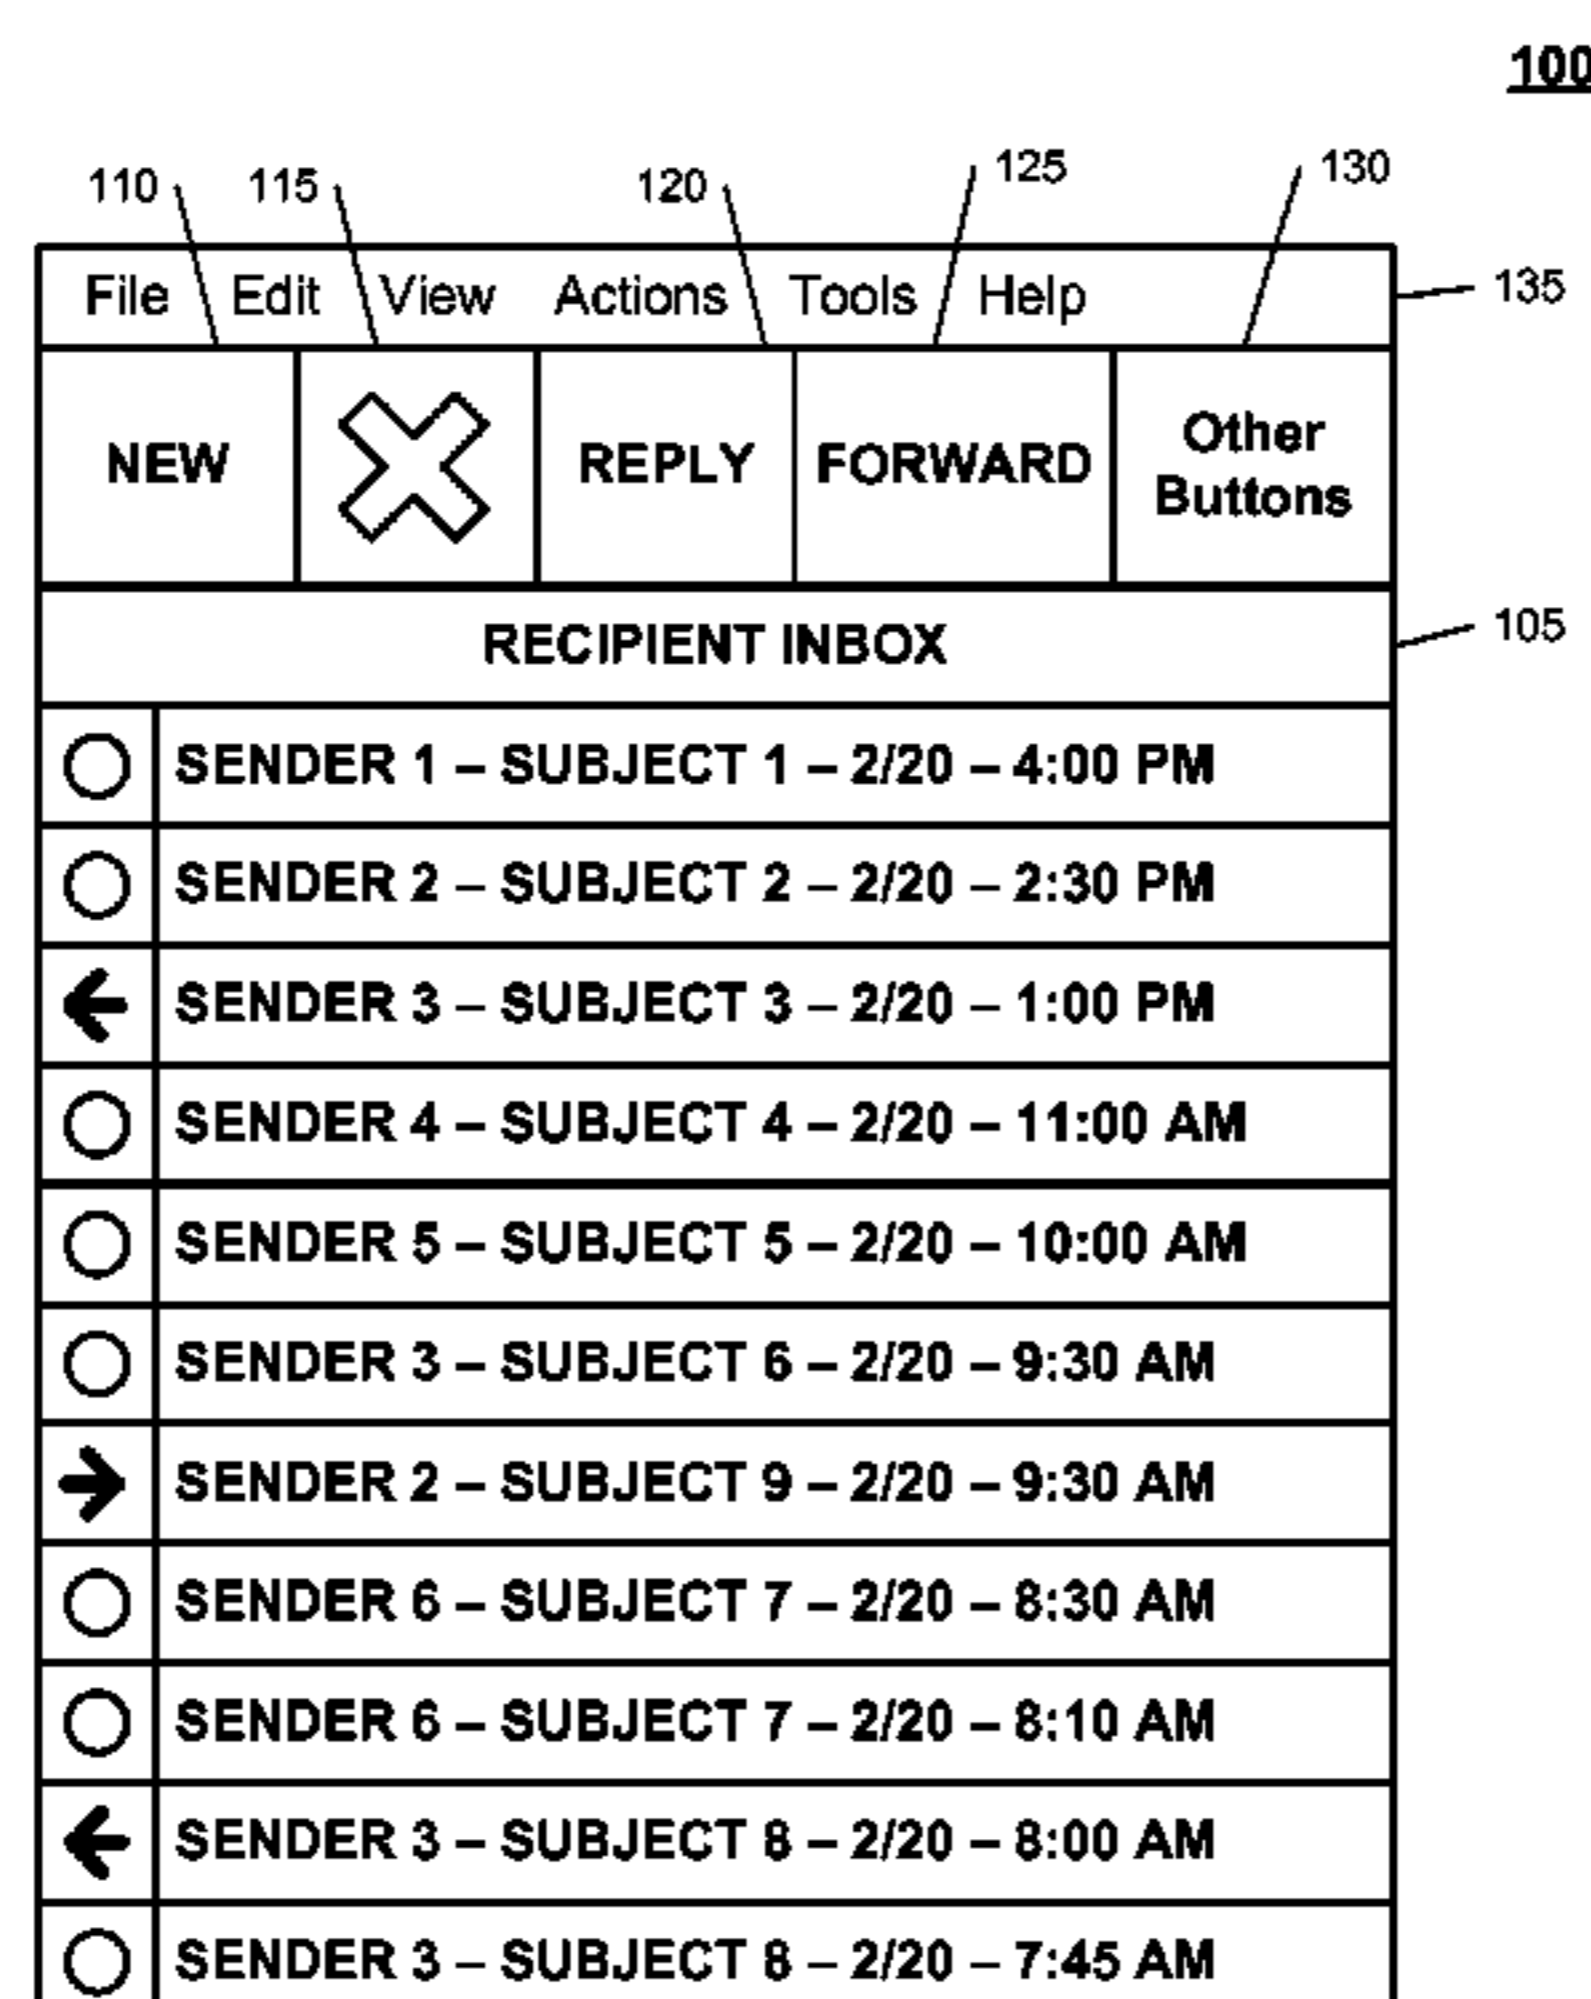 100
110 115 120 125 130
File Edit View Actions Tools Help 135
NEW REPLY FORWARD Other Buttons
RECIPIENT INBOX 105
SENDER 1 – SUBJECT 1 – 2/20 – 4:00 PM
SENDER 2 – SUBJECT 2 – 2/20 – 2:30 PM
SENDER 3 – SUBJECT 3 – 2/20 – 1:00 PM
SENDER 4 – SUBJECT 4 – 2/20 – 11:00 AM
SENDER 5 – SUBJECT 5 – 2/20 – 10:00 AM
SENDER 3 – SUBJECT 6 – 2/20 – 9:30 AM
SENDER 2 – SUBJECT 9 – 2/20 – 9:30 AM
SENDER 6 – SUBJECT 7 – 2/20 – 8:30 AM
SENDER 6 – SUBJECT 7 – 2/20 – 8:10 AM
SENDER 3 – SUBJECT 8 – 2/20 – 8:00 AM
SENDER 3 – SUBJECT 8 – 2/20 – 7:45 AM